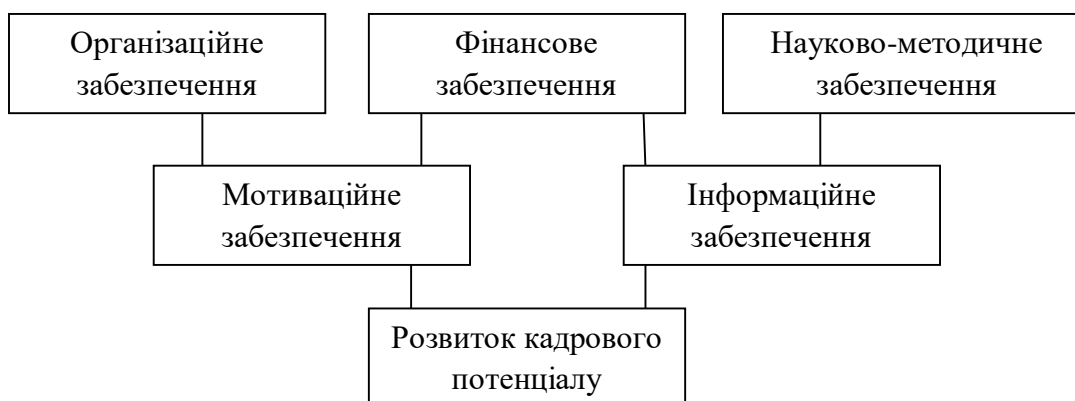 Організаційне
забезпечення
Фінансове
забезпечення
Науково-методичне
забезпечення
Мотиваційне
забезпечення
Інформаційне
забезпечення
Розвиток кадрового
потенціалу